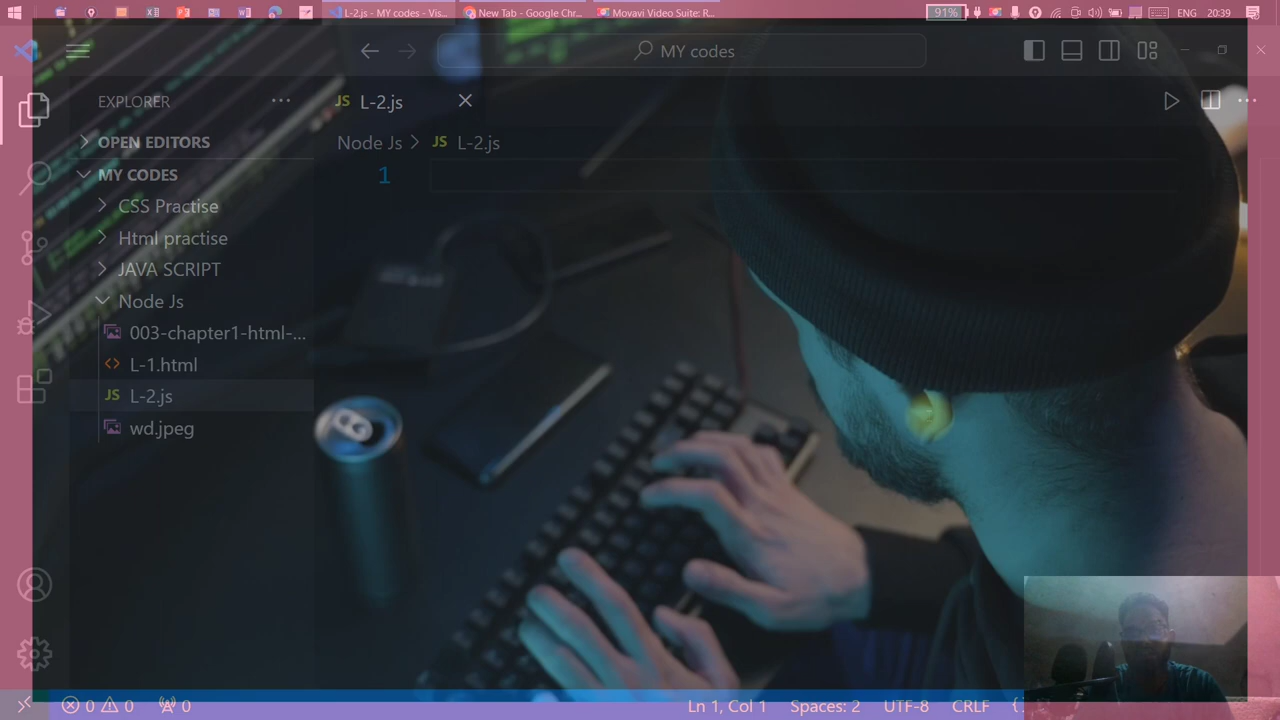 L-2.js - MY codes - Vis...
New Tab - Google Chr...
Movavi Video Suite: R...
91%
ENG
20:39
MY codes
EXPLORER
JS L-2.js
OPEN EDITORS
Node Js > JS L-2.js
MY CODES
1
CSS Practise
Html practise
JAVA SCRIPT
Node Js
003-chapter1-html-...
L-1.html
JS L-2.js
wd.jpeg
0 0 0
Ln 1, Col 1
Spaces: 2
UTF-8
CRLF
{